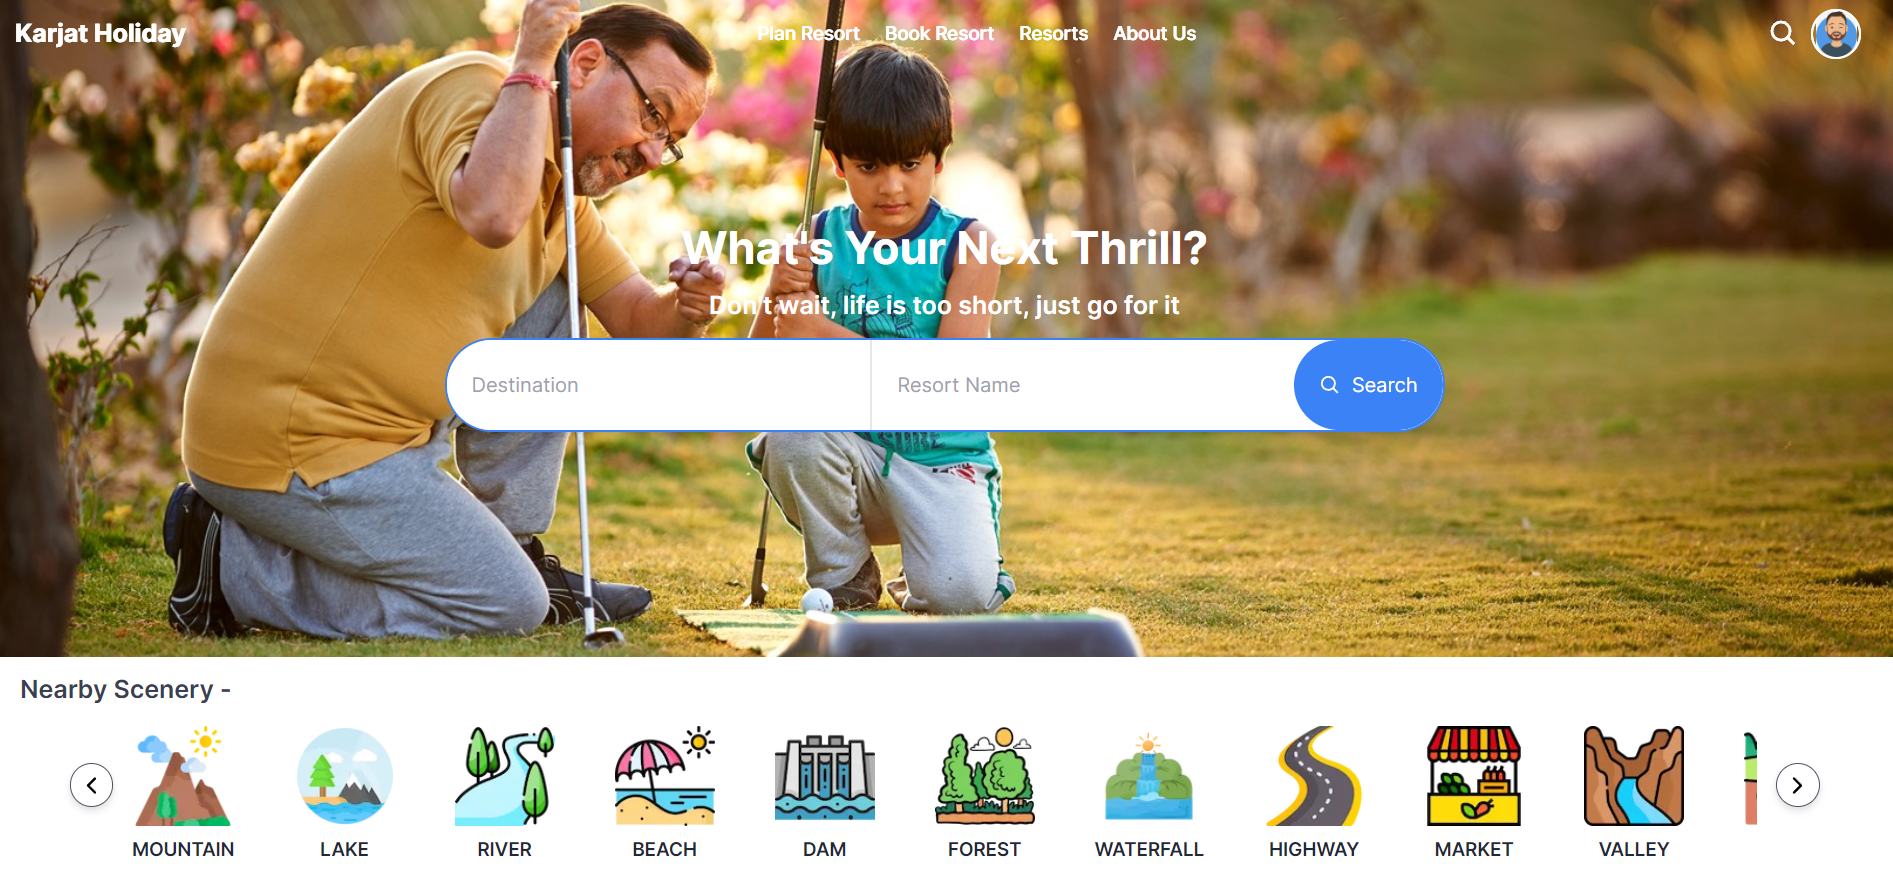 Karjat Holiday
Plan Resort Book Resort Resorts About Us
What's Your Next Thrill?
Don't wait, life is too short, just go for it
Destination
Resort Name
Search
STORE
Nearby Scenery -
MOUNTAIN
LAKE
RIVER
BEACH
DAM
FOREST
WATERFALL
HIGHWAY
MARKET
VALLEY